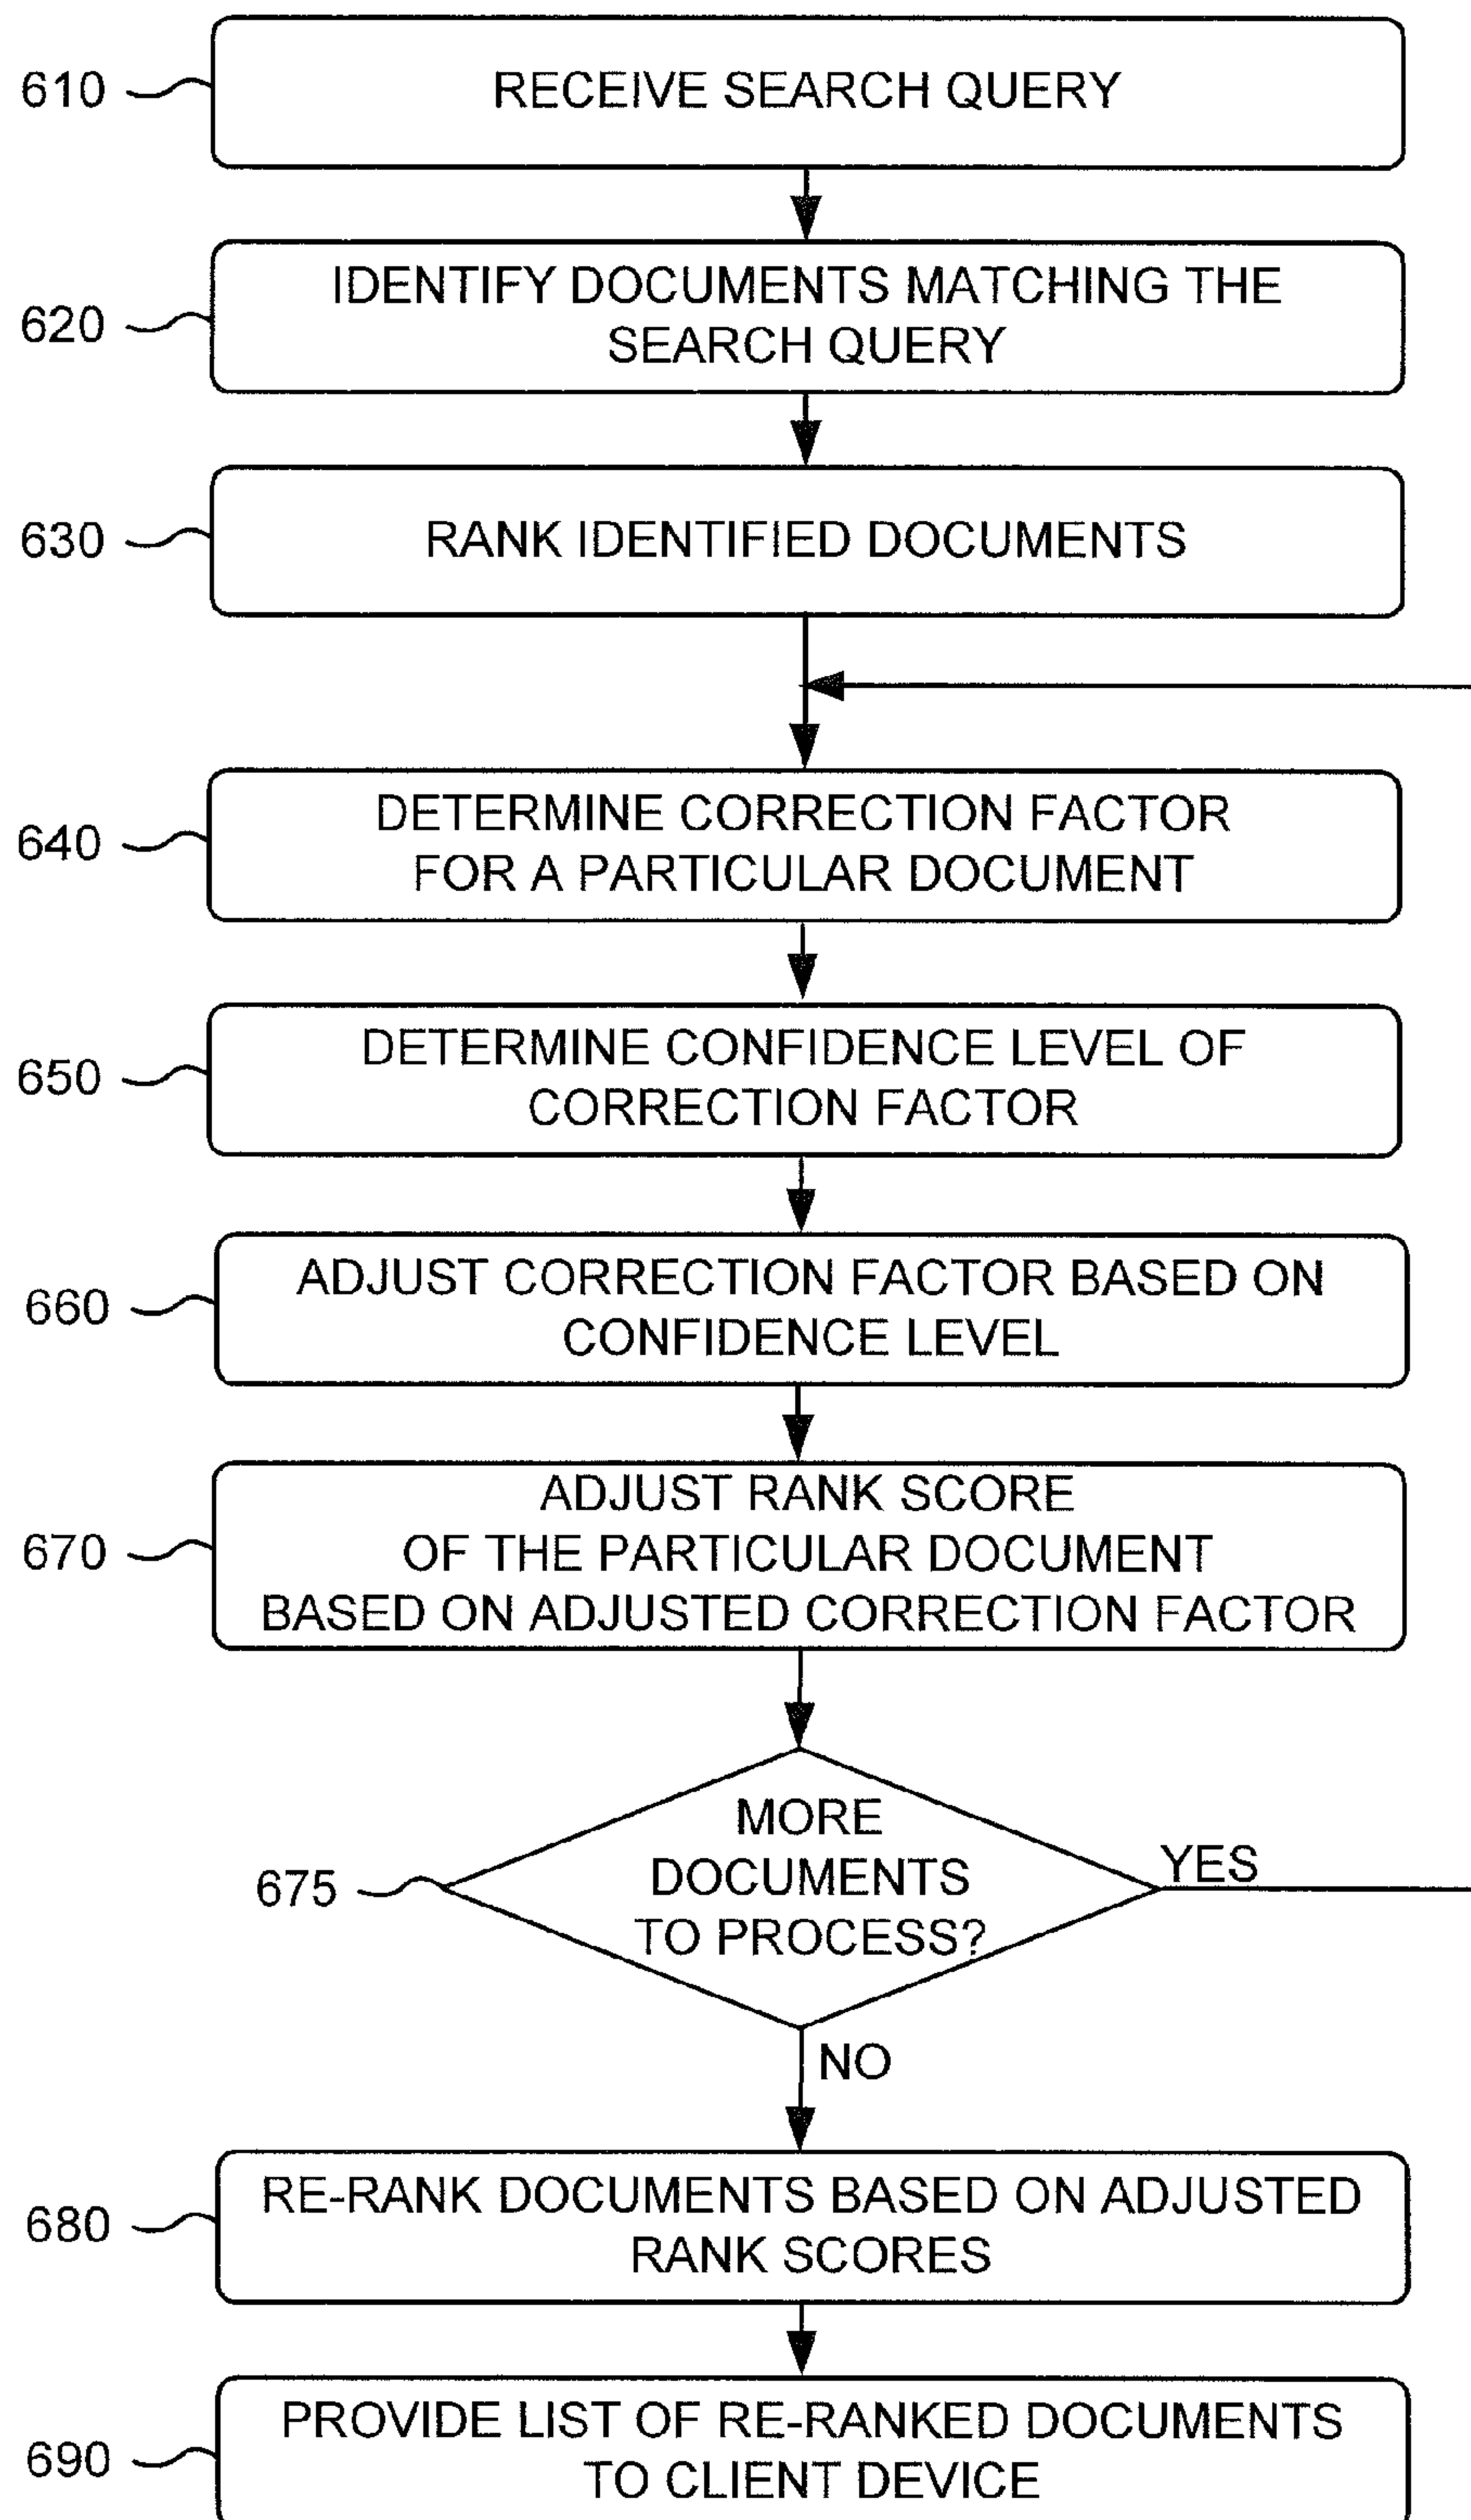 610
RECEIVE SEARCH QUERY
620
IDENTIFY DOCUMENTS MATCHING THE
SEARCH QUERY
630
RANK IDENTIFIED DOCUMENTS
640
DETERMINE CORRECTION FACTOR
FOR A PARTICULAR DOCUMENT
650
DETERMINE CONFIDENCE LEVEL OF
CORRECTION FACTOR
660
ADJUST CORRECTION FACTOR BASED ON
CONFIDENCE LEVEL
670
ADJUST RANK SCORE
OF THE PARTICULAR DOCUMENT
BASED ON ADJUSTED CORRECTION FACTOR
675
MORE
DOCUMENTS
TO PROCESS?
YES
NO
680
RE-RANK DOCUMENTS BASED ON ADJUSTED
RANK SCORES
690
PROVIDE LIST OF RE-RANKED DOCUMENTS
TO CLIENT DEVICE